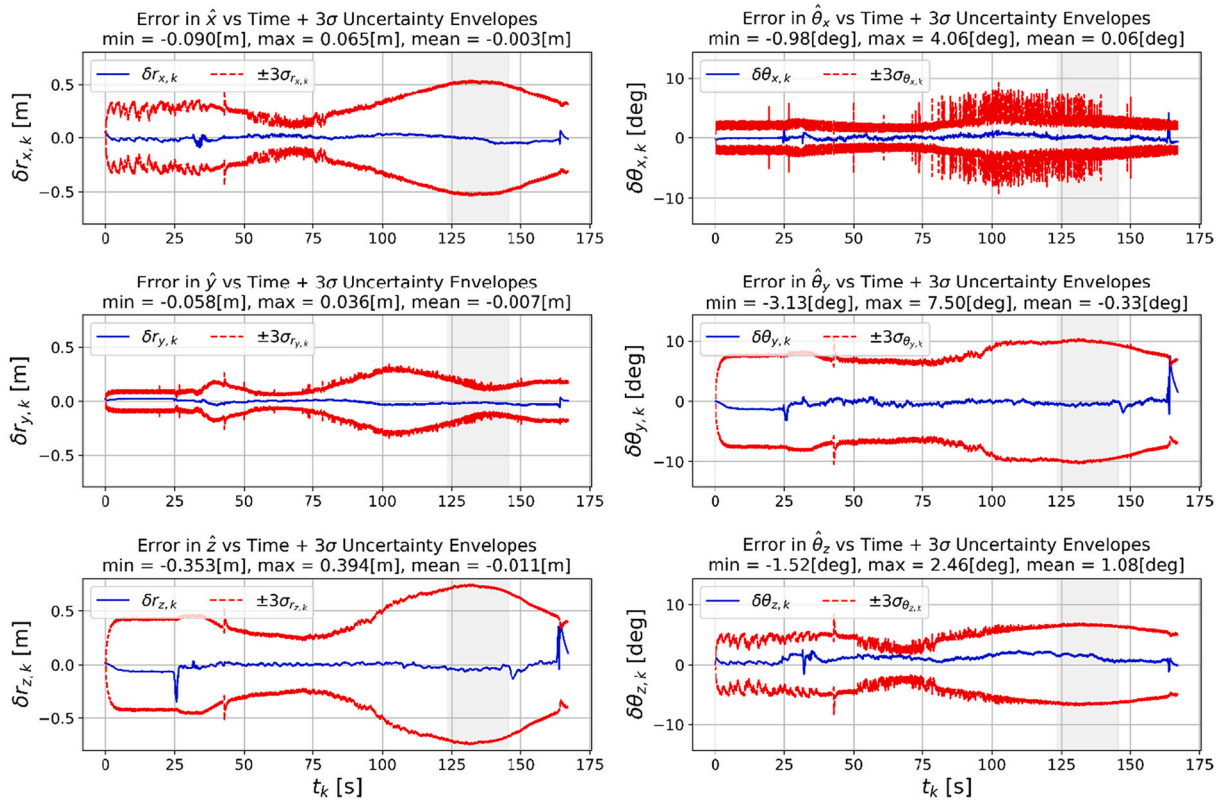 Error in x̂ vs Time + 3σ Uncertainty Envelopes
min = -0.090[m], max = 0.065[m], mean = -0.003[m]
δr_{x,k}
±3σ_{r_{x,k}}
δr_{x,k} [m]
0.5
0.0
−0.5
0 25 50 75 100 125 150 175
Error in θ̂_x vs Time + 3σ Uncertainty Envelopes
min = -0.98[deg], max = 4.06[deg], mean = 0.06[deg]
δθ_{x,k}
±3σ_{θ_{x,k}}
δθ_{x,k} [deg]
10
0
−10
0 25 50 75 100 125 150 175
Error in ŷ vs Time + 3σ Uncertainty Envelopes
min = -0.058[m], max = 0.036[m], mean = -0.007[m]
δr_{y,k}
±3σ_{r_{y,k}}
δr_{y,k} [m]
0.5
0.0
−0.5
0 25 50 75 100 125 150 175
Error in θ̂_y vs Time + 3σ Uncertainty Envelopes
min = -3.13[deg], max = 7.50[deg], mean = -0.33[deg]
δθ_{y,k}
±3σ_{θ_{y,k}}
δθ_{y,k} [deg]
10
0
−10
0 25 50 75 100 125 150 175
Error in ẑ vs Time + 3σ Uncertainty Envelopes
min = -0.353[m], max = 0.394[m], mean = -0.011[m]
δr_{z,k}
±3σ_{r_{z,k}}
δr_{z,k} [m]
0.5
0.0
−0.5
0 25 50 75 100 125 150 175
t_k [s]
Error in θ̂_z vs Time + 3σ Uncertainty Envelopes
min = -1.52[deg], max = 2.46[deg], mean = 1.08[deg]
δθ_{z,k}
±3σ_{θ_{z,k}}
δθ_{z,k} [deg]
10
0
−10
0 25 50 75 100 125 150 175
t_k [s]